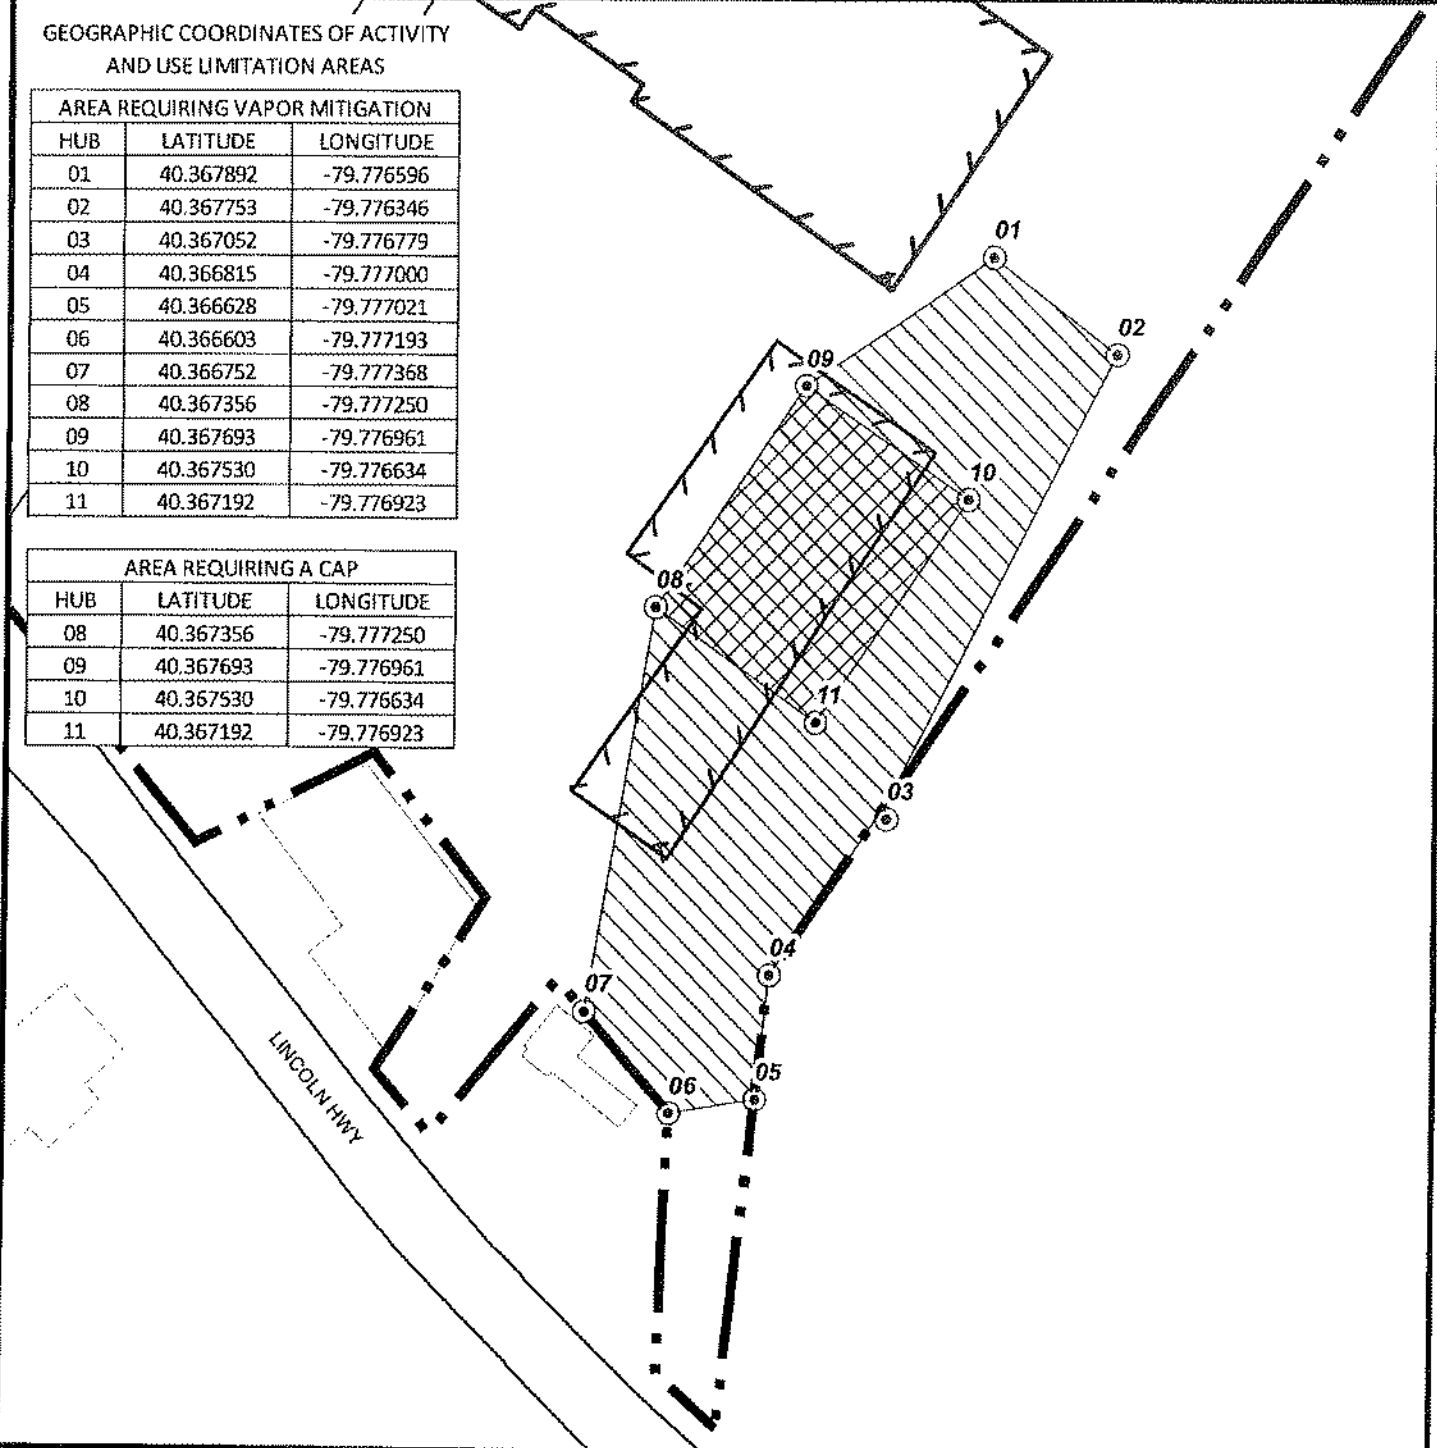 GEOGRAPHIC COORDINATES OF ACTIVITY
AND USE LIMITATION AREAS
AREA REQUIRING VAPOR MITIGATION
HUB LATITUDE LONGITUDE
01 40.367892 -79.776596
02 40.367753 -79.776346
03 40.367052 -79.776779
04 40.366815 -79.777000
05 40.366628 -79.777021
06 40.366603 -79.777193
07 40.366752 -79.777368
08 40.367356 -79.777250
09 40.367693 -79.776961
10 40.367530 -79.776634
11 40.367192 -79.776923
AREA REQUIRING A CAP
HUB LATITUDE LONGITUDE
08 40.367356 -79.777250
09 40.367693 -79.776961
10 40.367530 -79.776634
11 40.367192 -79.776923
01
02
09
10
08
11
03
04
07
05
06
LINCOLN HWY